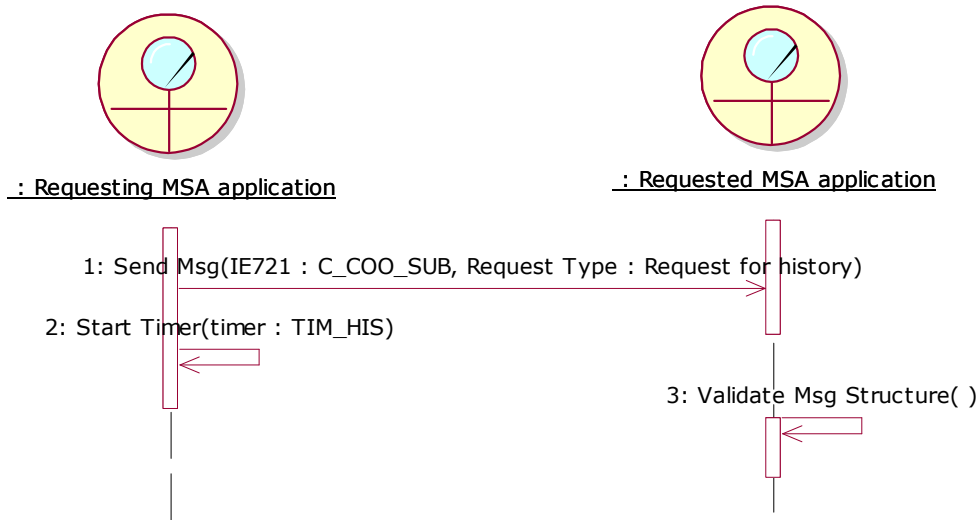 : Requesting MSA application
: Requested MSA application
1: Send Msg(IE721 : C_COO_SUB, Request Type : Request for history)
2: Start Timer(timer : TIM_HIS)
3: Validate Msg Structure( )